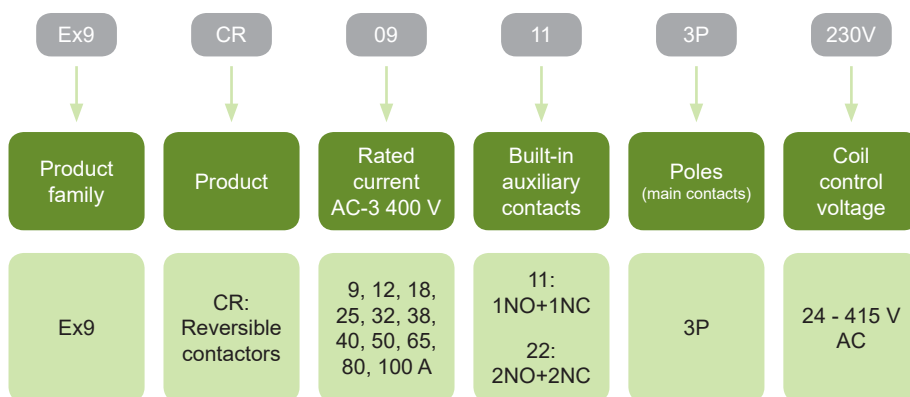 Ex9
CR
09
11
3P
230V
Product
family
Product
Rated
current
AC-3 400 V
Built-in
auxiliary
contacts
Poles
(main contacts)
Coil
control
voltage
Ex9
CR:
Reversible
contactors
9, 12, 18,
25, 32, 38,
40, 50, 65,
80, 100 A
11:
1NO+1NC
22:
2NO+2NC
3P
24 - 415 V
AC